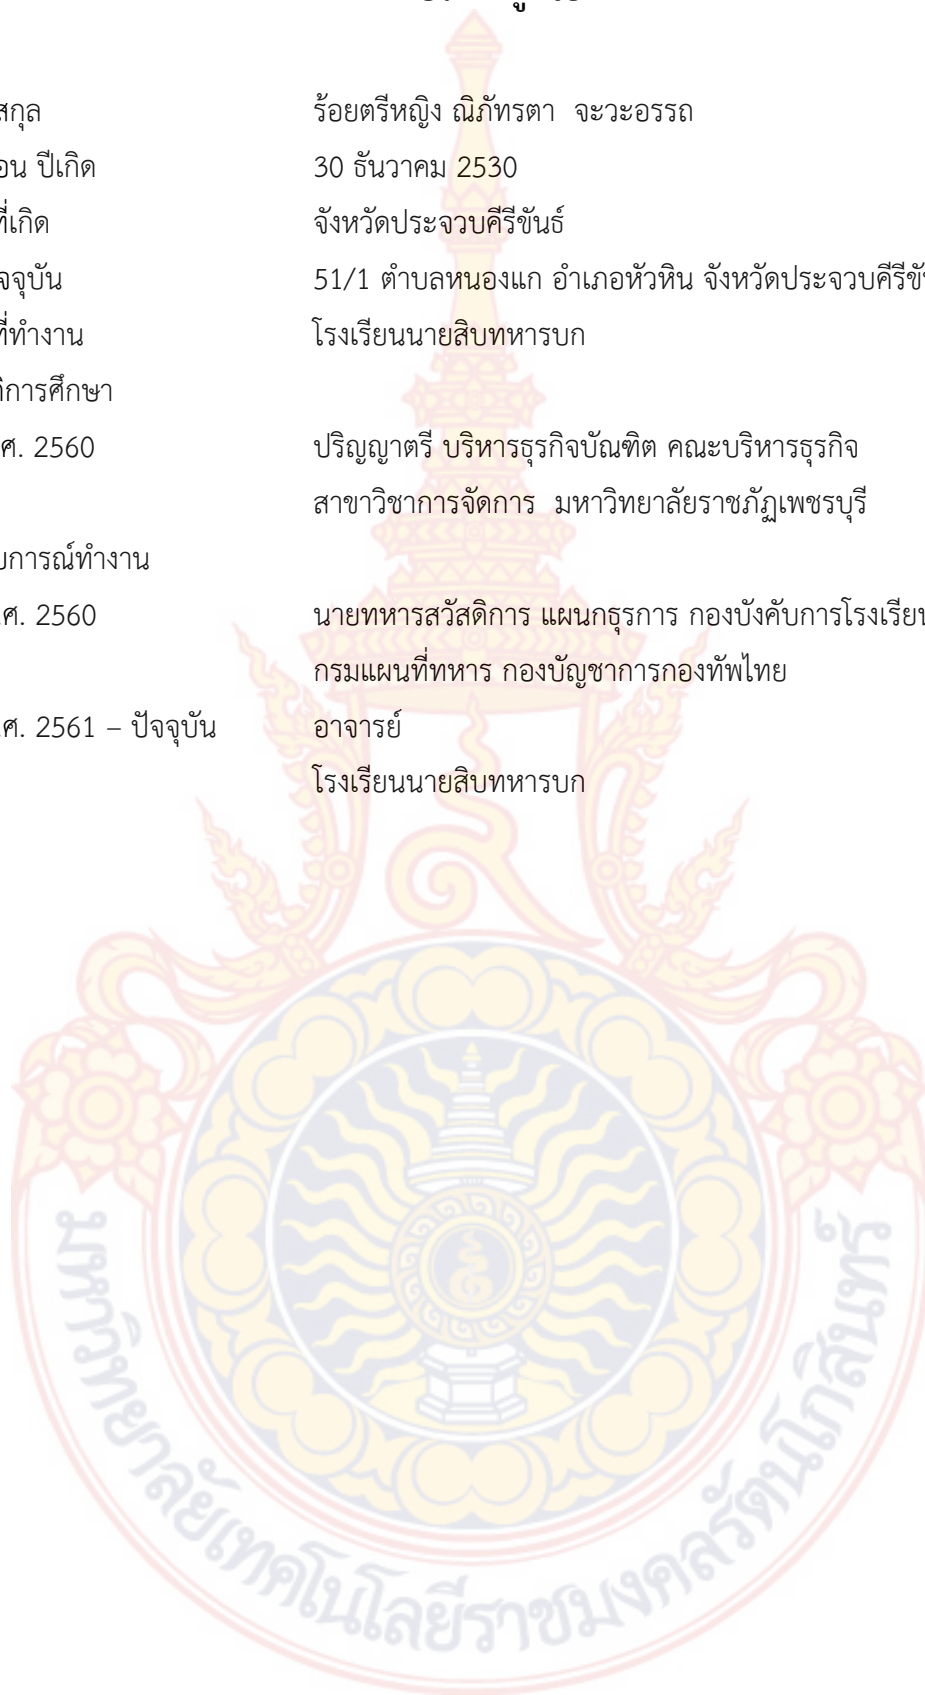 สกุล ร้อยตรีหญิง ณิภัทรตา จะวะอรรถ
อน ปีเกิด 30 ธันวาคม 2530
ที่เกิด จังหวัดประจวบคีรีขันธ์
ัจจุบัน 51/1 ตำบลหนองแก อำเภอหัวหิน จังหวัดประจวบคีรีขั
ที่ทำงาน โรงเรียนนายสิบทหารบก
ติการศึกษา
ศ. 2560 ปริญญาตรี บริหารธุรกิจบัณฑิต คณะบริหารธุรกิจ
สาขาวิชาการจัดการ มหาวิทยาลัยราชภัฏเพชรบุรี
บการณ์ทำงาน
.ศ. 2560 นายทหารสวัสดิการ แผนกธุรการ กองบังคับการโรงเรียน
กรมแผนที่ทหาร กองบัญชาการกองทัพไทย
.ศ. 2561 – ปัจจุบัน อาจารย์
โรงเรียนนายสิบทหารบก
มหาวิทยาลัยเทคโนโลยีราชมงคลรัตนโกสินทร์